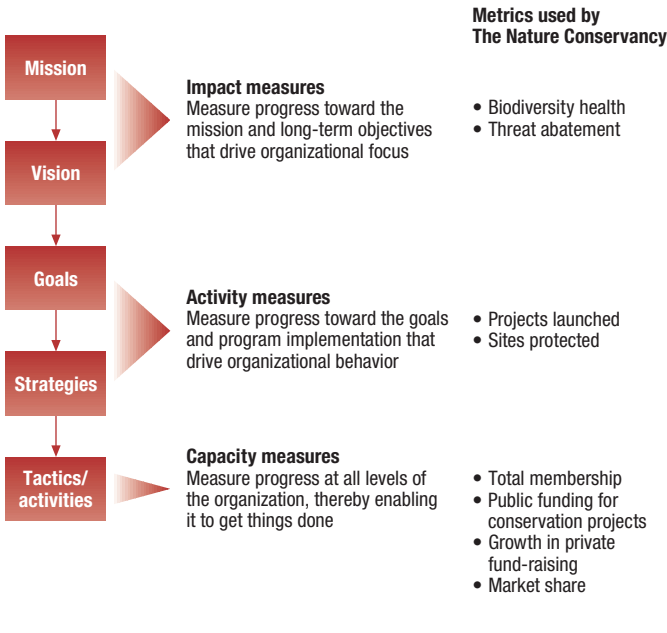 Metrics used by
The Nature Conservancy
Mission
Impact measures
Measure progress toward the
mission and long-term objectives
that drive organizational focus
• Biodiversity health
• Threat abatement
Vision
Goals
Activity measures
Measure progress toward the goals
and program implementation that
drive organizational behavior
• Projects launched
• Sites protected
Strategies
Tactics/
activities
Capacity measures
Measure progress at all levels of
the organization, thereby enabling
it to get things done
• Total membership
• Public funding for
conservation projects
• Growth in private
fund-raising
• Market share